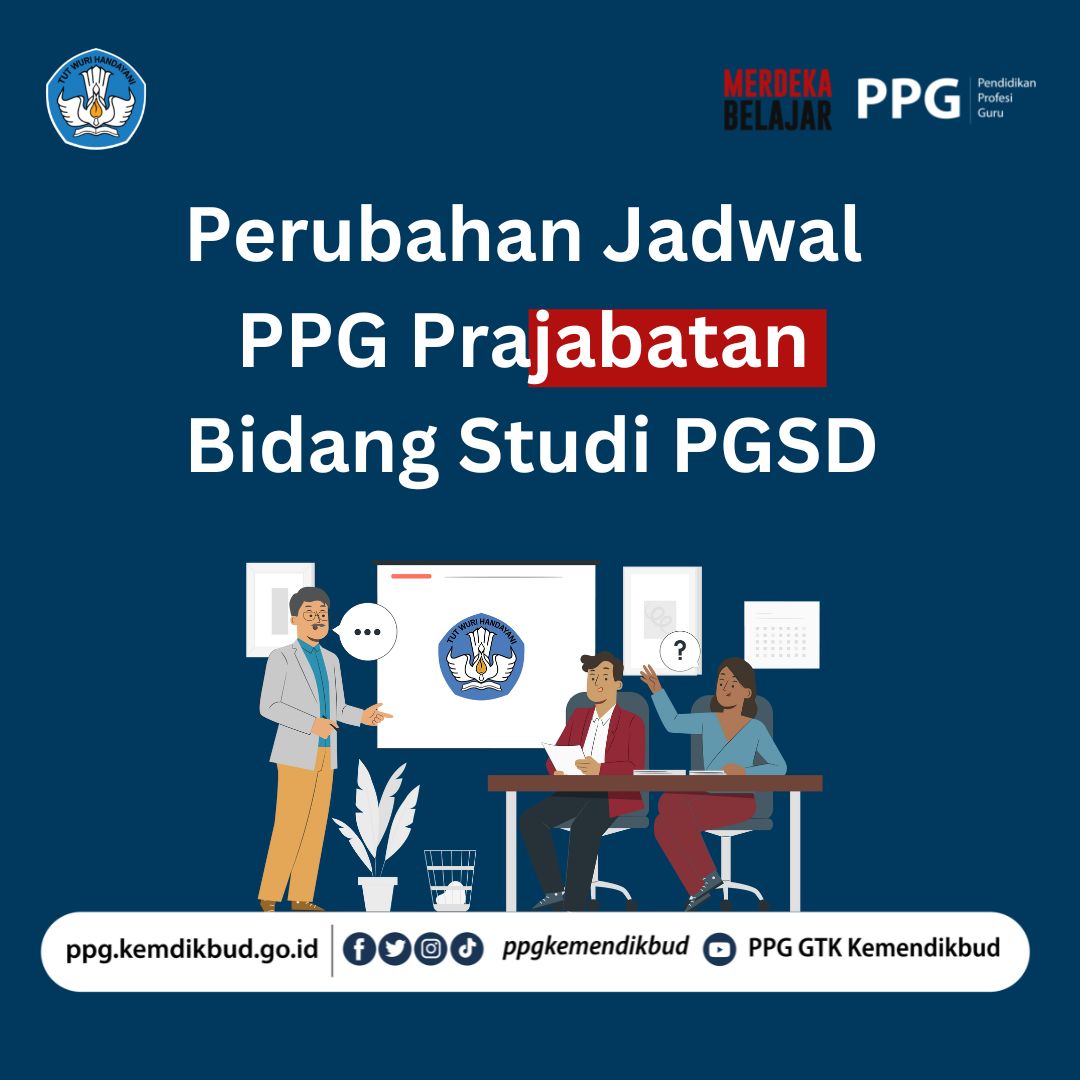 TUT WURI HANDAYANI
MERDEKA
BELAJAR
PPG
Pendidikan
Profesi
Guru
Perubahan Jadwal
PPG Prajabatan
Bidang Studi PGSD
?
TUT WURI HANDAYANI
ppg.kemdikbud.go.id
ppgkemendikbud
PPG GTK Kemendikbud